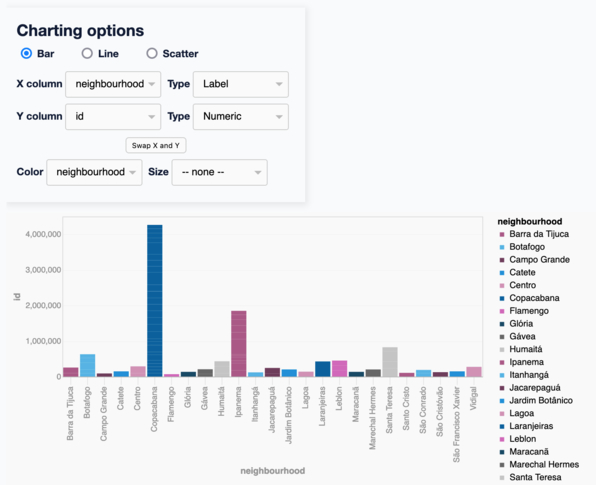 Charting options
Bar Line Scatter
X column neighbourhood Type Label
Y column id Type Numeric
Swap X and Y
Color neighbourhood Size -- none --
4,000,000
3,000,000
2,000,000
1,000,000
0
id
Barra da Tijuca
Botafogo
Campo Grande
Catete
Centro
Copacabana
Flamengo
Glória
Gávea
Humaitá
Ipanema
Itanhangá
Jacarepaguá
Jardim Botânico
Lagoa
Laranjeiras
Leblon
Maracanã
Marechal Hermes
Santa Teresa
Santo Cristo
São Conrado
São Cristóvão
São Francisco Xavier
Vidigal
neighbourhood
neighbourhood
Barra da Tijuca
Botafogo
Campo Grande
Catete
Centro
Copacabana
Flamengo
Glória
Gávea
Humaitá
Ipanema
Itanhangá
Jacarepaguá
Jardim Botânico
Lagoa
Laranjeiras
Leblon
Maracanã
Marechal Hermes
Santa Teresa